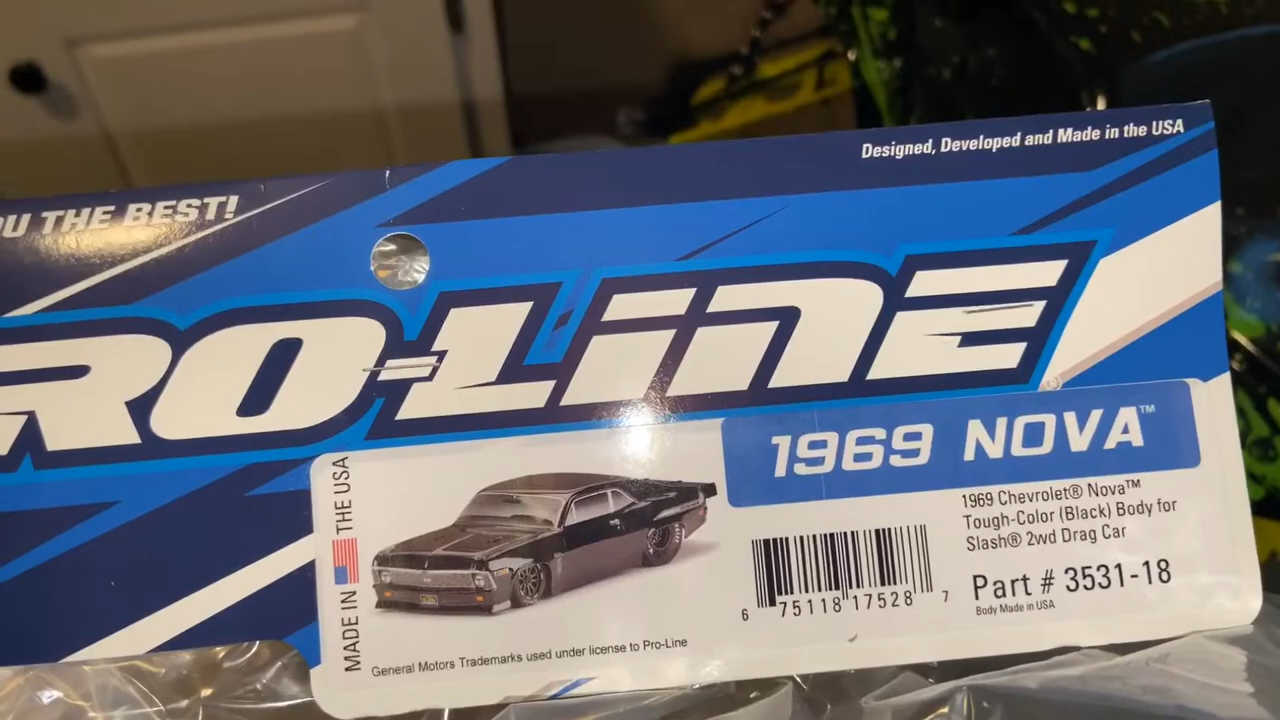 Designed, Developed and Made in the USA
U THE BEST!
RO-LINE
1969 NOVA™
MADE IN THE USA
1969 Chevrolet® Nova™
Tough-Color (Black) Body for
Slash® 2wd Drag Car
Part # 3531-18
Body Made in USA
6 75118 17528 7
General Motors Trademarks used under license to Pro-Line